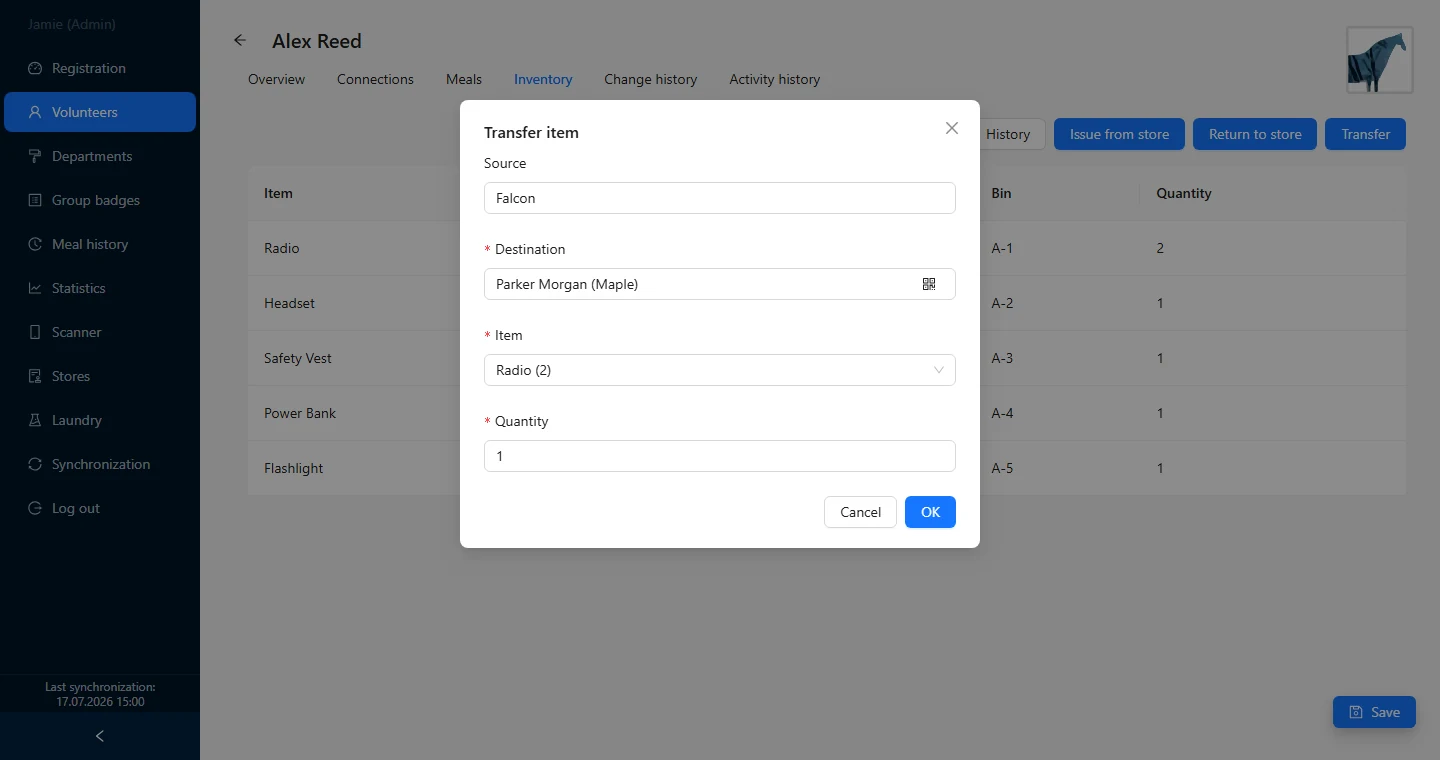 Jamie (Admin)
Registration
Volunteers
Departments
Group badges
Meal history
Statistics
Scanner
Stores
Laundry
Synchronization
Log out
Last synchronization:
17.07.2026 15:00
Alex Reed
Overview Connections Meals Inventory Change history Activity history
History Issue from store Return to store Transfer
Item Bin Quantity
Radio A-1 2
Headset A-2 1
Safety Vest A-3 1
Power Bank A-4 1
Flashlight A-5 1
Transfer item
Source
Falcon
* Destination
Parker Morgan (Maple)
* Item
Radio (2)
* Quantity
1
Cancel OK
Save